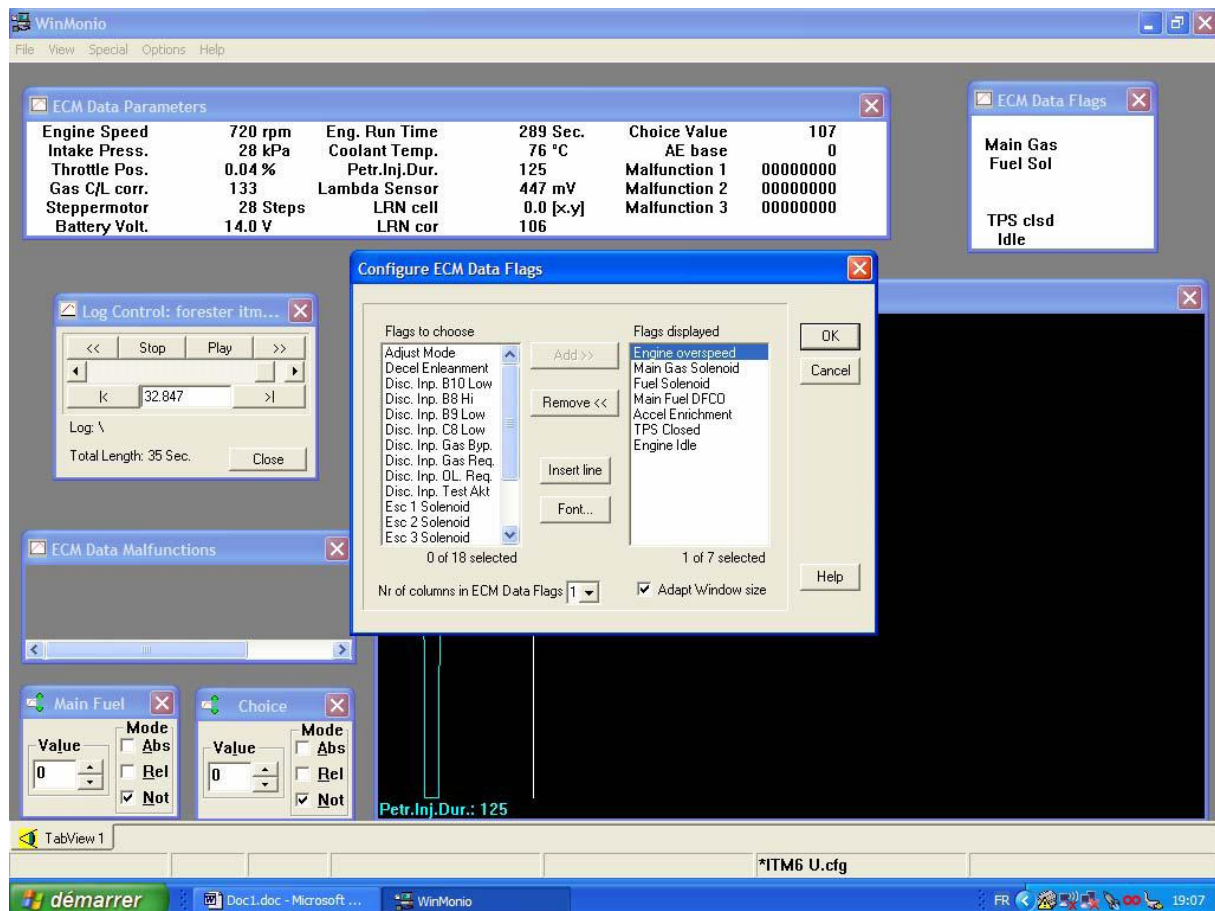 WinMonio
File View Special Options Help
ECM Data Parameters
Engine Speed 720 rpm Eng. Run Time 289 Sec. Choice Value 107
Intake Press. 28 kPa Coolant Temp. 76 °C AE base 0
Throttle Pos. 0.04 % Petr.Inj.Dur. 125 Malfunction 1 00000000
Gas C/L corr. 133 Lambda Sensor 447 mV Malfunction 2 00000000
Steppermotor 28 Steps LRN cell 0.0 [x.y] Malfunction 3 00000000
Battery Volt. 14.0 V LRN cor 106
ECM Data Flags
Main Gas
Fuel Sol
TPS clsd
Idle
Configure ECM Data Flags
Flags to choose
Adjust Mode
Decel Enleanment
Disc. Inp. B10 Low
Disc. Inp. B8 Hi
Disc. Inp. B9 Low
Disc. Inp. C8 Low
Disc. Inp. Gas Byp.
Disc. Inp. Gas Req.
Disc. Inp. OL. Req.
Disc. Inp. Test Akt
Esc 1 Solenoid
Esc 2 Solenoid
Esc 3 Solenoid
0 of 18 selected
Add >>
Remove <<
Insert line
Font...
Flags displayed
Engine overspeed
Main Gas Solenoid
Fuel Solenoid
Main Fuel DFCO
Accel Enrichment
TPS Closed
Engine Idle
1 of 7 selected
OK
Cancel
Help
Nr of columns in ECM Data Flags 1
Adapt Window size
Log Control: forester itm...
<< Stop Play >>
|< 32.847 >|
Log: \
Total Length: 35 Sec. Close
ECM Data Malfunctions
Main Fuel
Value
0
Mode
Abs
Rel
Not
Choice
Value
0
Mode
Abs
Rel
Not
Petr.Inj.Dur.: 125
TabView 1
*ITM6 U.cfg
démarrer Doc1.doc - Microsoft ... WinMonio FR 19:07